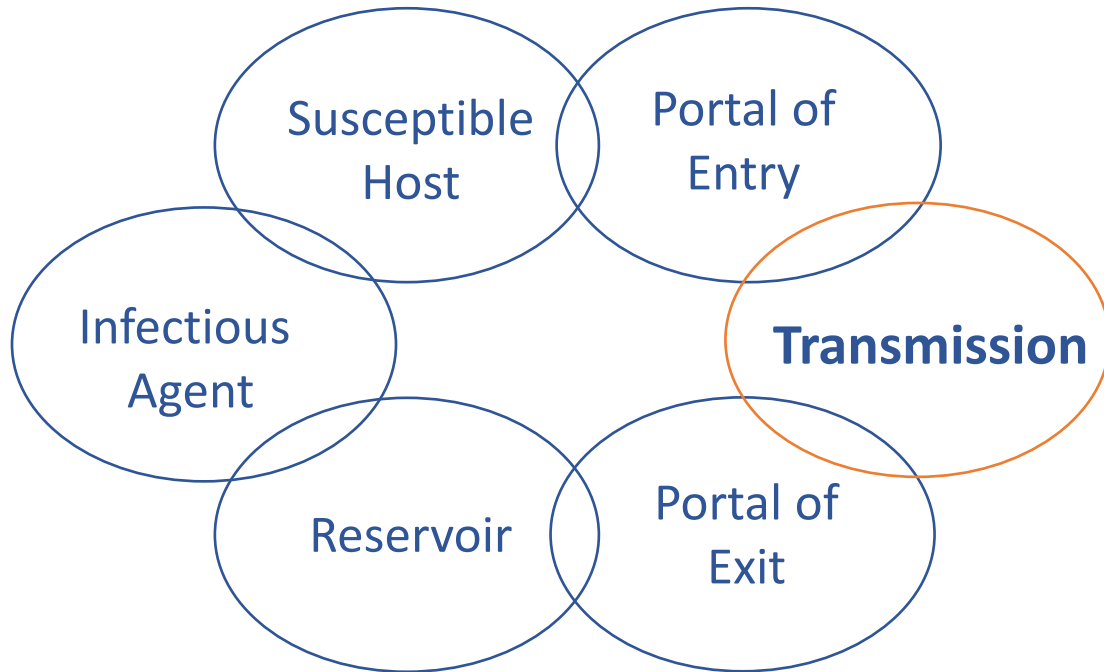 Susceptible
Host
Portal of
Entry
Infectious
Agent
Transmission
Reservoir
Portal of
Exit